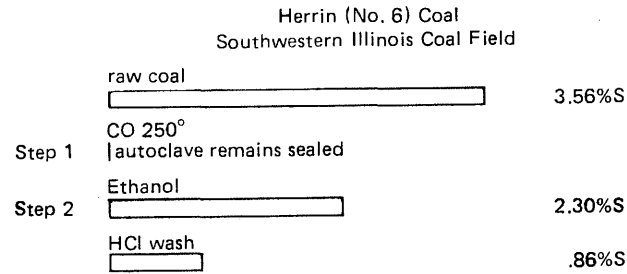 Herrin (No. 6) Coal
Southwestern Illinois Coal Field
raw coal
3.56%S
CO 250°
Step 1 autoclave remains sealed
Ethanol
Step 2 2.30%S
HCl wash
.86%S